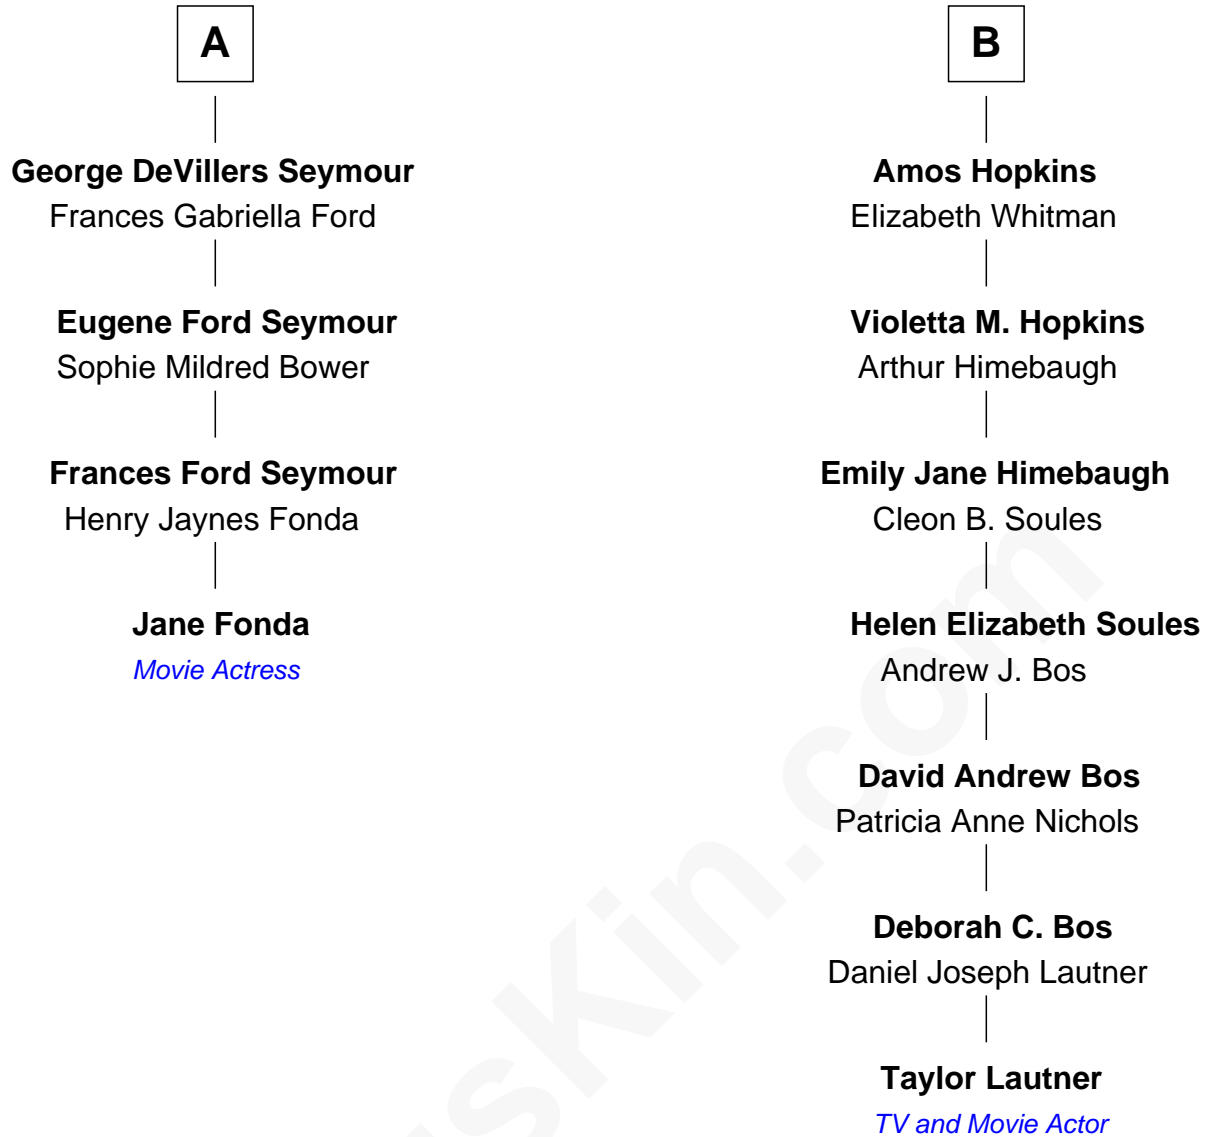 A
George DeVillers Seymour
Frances Gabriella Ford
Eugene Ford Seymour
Sophie Mildred Bower
Frances Ford Seymour
Henry Jaynes Fonda
Jane Fonda
Movie Actress
B
Amos Hopkins
Elizabeth Whitman
Violetta M. Hopkins
Arthur Himebaugh
Emily Jane Himebaugh
Cleon B. Soules
Helen Elizabeth Soules
Andrew J. Bos
David Andrew Bos
Patricia Anne Nichols
Deborah C. Bos
Daniel Joseph Lautner
Taylor Lautner
TV and Movie Actor